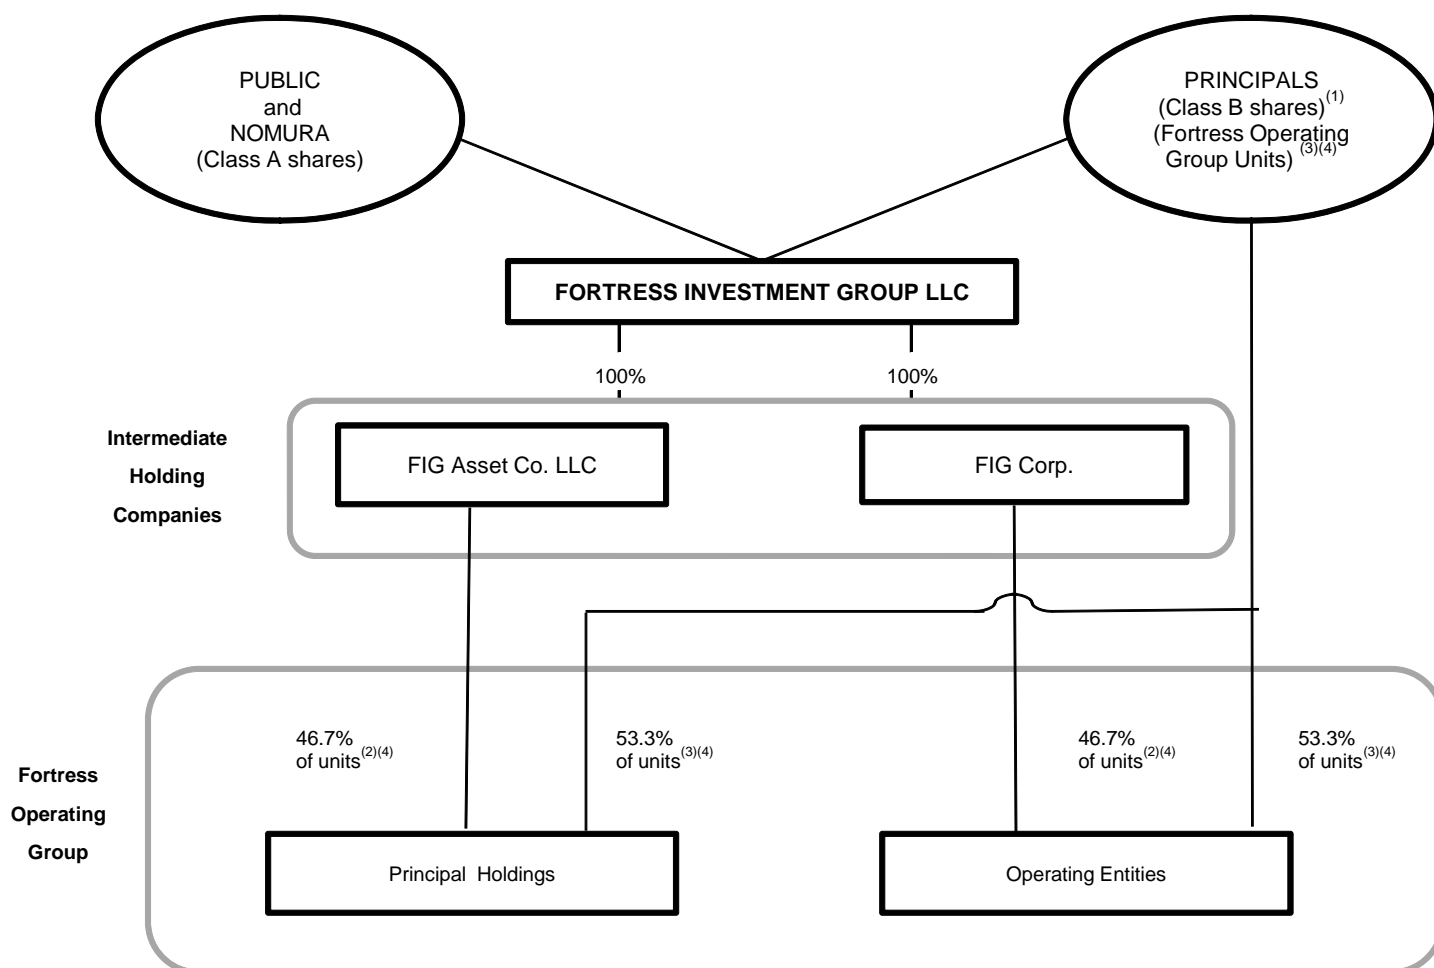 PUBLIC
and
NOMURA
(Class A shares)
PRINCIPALS
(Class B shares)(1)
(Fortress Operating
Group Units) (3)(4)
FORTRESS INVESTMENT GROUP LLC
100%
100%
Intermediate
Holding
Companies
FIG Asset Co. LLC
FIG Corp.
46.7%
of units(2)(4)
53.3%
of units(3)(4)
46.7%
of units(2)(4)
53.3%
of units(3)(4)
Fortress
Operating
Group
Principal Holdings
Operating Entities